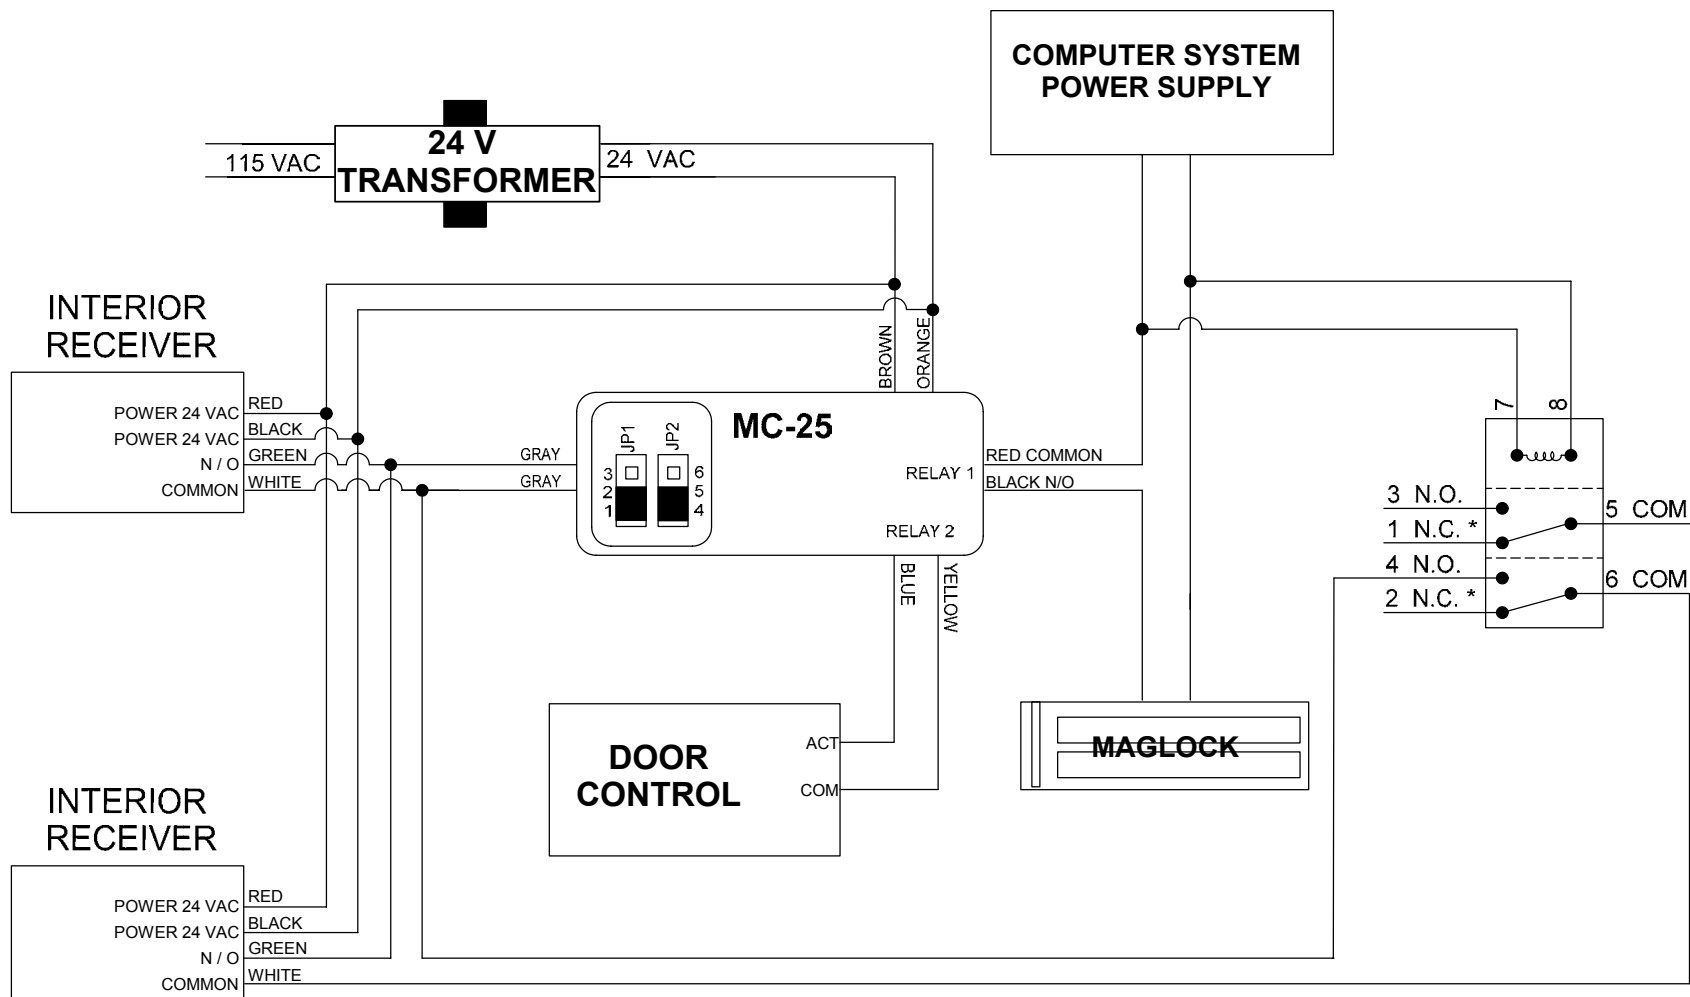 COMPUTER SYSTEM
POWER SUPPLY
24 V
TRANSFORMER
115 VAC
24 VAC
INTERIOR
RECEIVER
POWER 24 VAC
RED
POWER 24 VAC
BLACK
N / O
GREEN
COMMON
WHITE
GRAY
GRAY
BROWN
ORANGE
MC-25
JP1
JP2
3
2
1
6
5
4
RELAY 1
RED COMMON
BLACK N/O
RELAY 2
BLUE
YELLOW
7
8
3 N.O.
1 N.C. *
4 N.O.
2 N.C. *
5 COM
6 COM
DOOR
CONTROL
ACT
COM
MAGLOCK
INTERIOR
RECEIVER
POWER 24 VAC
RED
POWER 24 VAC
BLACK
N / O
GREEN
COMMON
WHITE